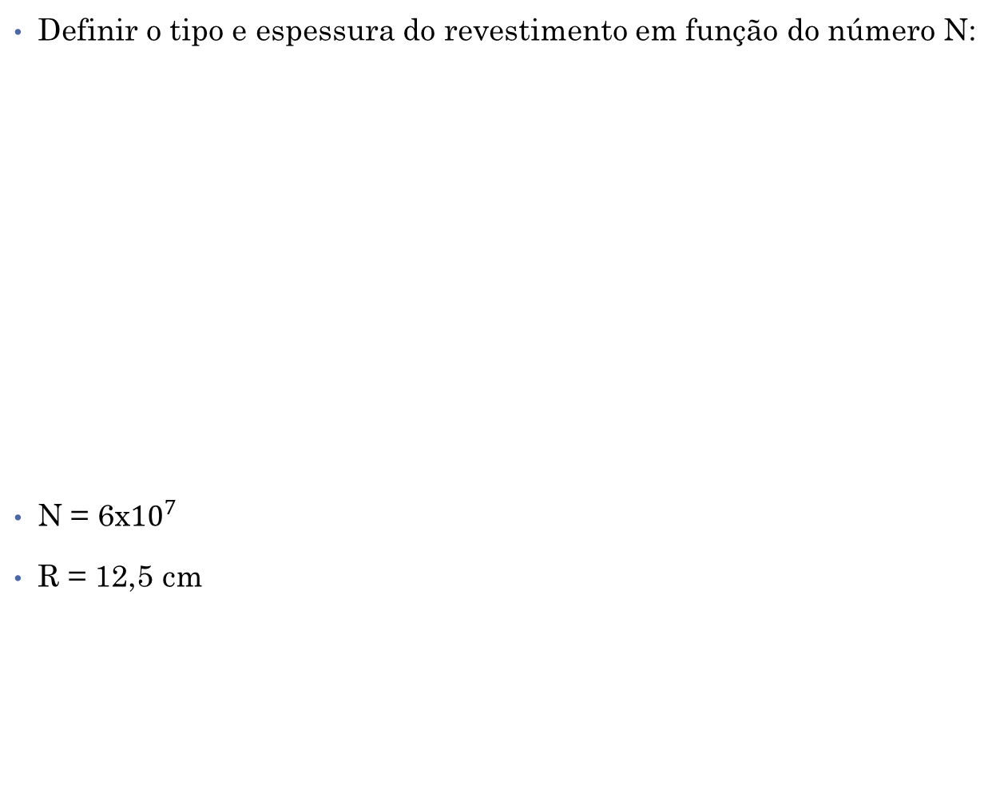 • Definir o tipo e espessura do revestimento em função do número N:
• N = 6x10⁷
• R = 12,5 cm